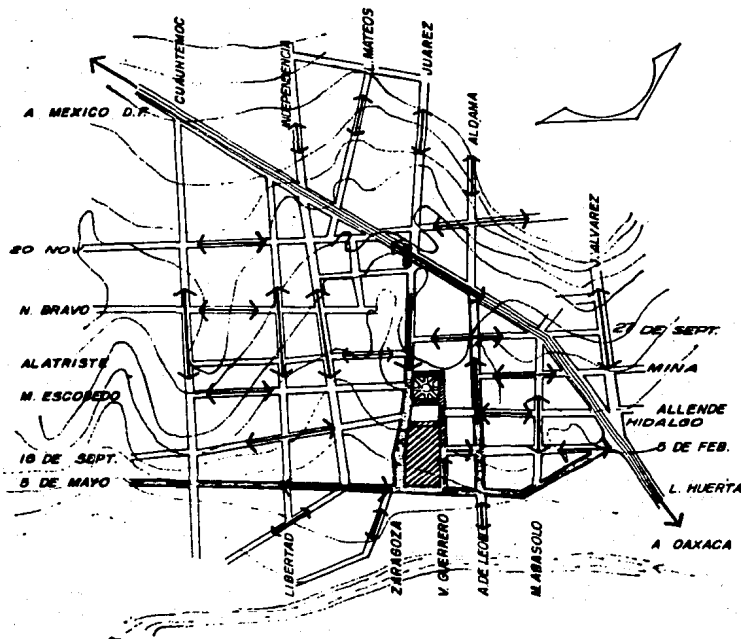 CUAUHTEMOC
INDEPENDENCIA
L. MATEOS
JUAREZ
ALDAMA
J. ALVAREZ
A MEXICO D.F.
20 NOV.
N. BRAVO
ALATRISTE
M. ESCOBEDO
16 DE SEPT.
5 DE MAYO
27 DE SEPT.
MINA
ALLENDE
HIDALGO
5 DE FEB.
L. HUERTA
A OAXACA
LIBERTAD
ZARAGOZA
V. GUERRERO
A. DE LEON
M. ABASOLO